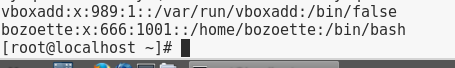 vboxadd:x:989:1::/var/run/vboxadd:/bin/false
bozoette:x:666:1001::/home/bozoette:/bin/bash
[root@localhost ~]#